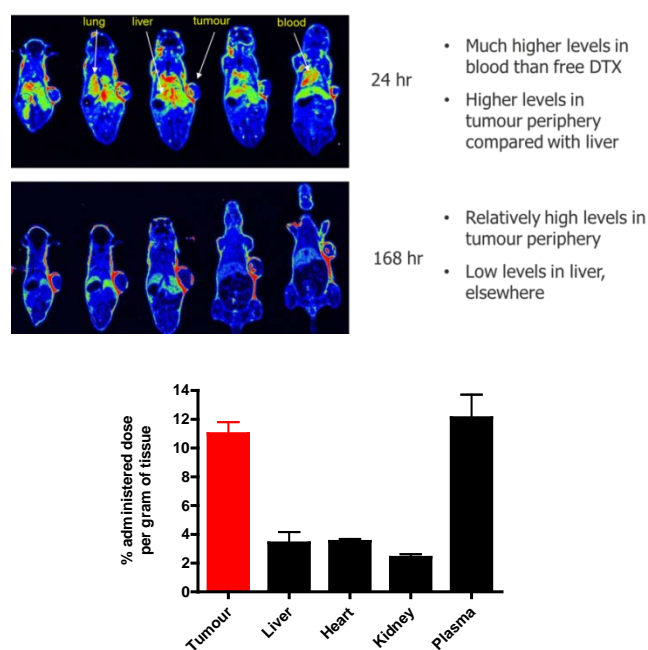 lung
liver
tumour
blood
24 hr
• Much higher levels in
blood than free DTX
• Higher levels in
tumour periphery
compared with liver
168 hr
• Relatively high levels in
tumour periphery
• Low levels in liver,
elsewhere
% administered dose
per gram of tissue
14
12
10
8
6
4
2
0
Tumour
Liver
Heart
Kidney
Plasma